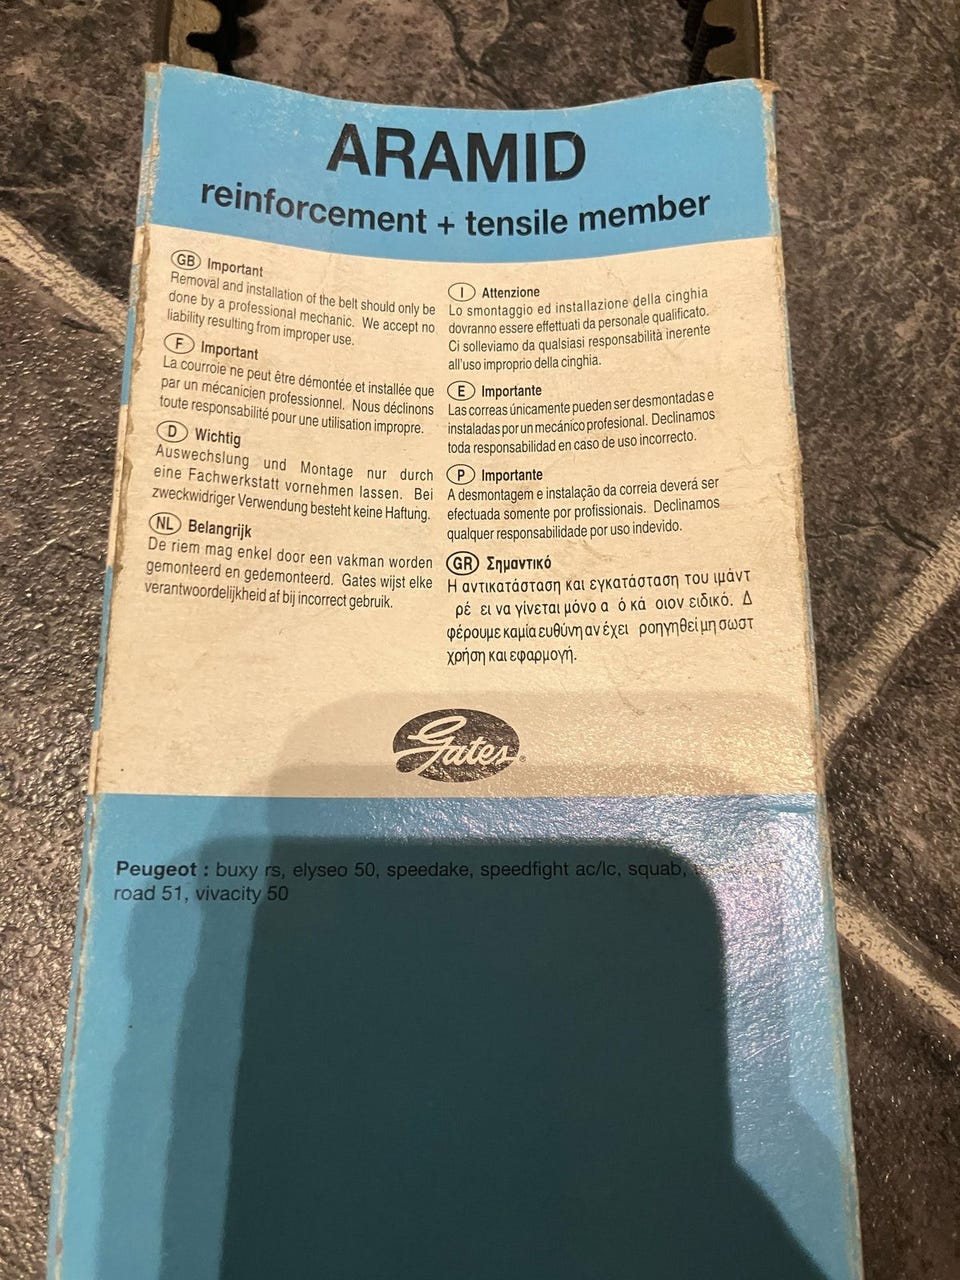 ARAMID
reinforcement + tensile member
GB Important
Removal and installation of the belt should only be
done by a professional mechanic. We accept no
liability resulting from improper use.
F Important
La courroie ne peut être démontée et installée que
par un mécanicien professionnel. Nous déclinons
toute responsabilité pour une utilisation impropre.
D Wichtig
Auswechslung und Montage nur durch
eine Fachwerkstatt vornehmen lassen. Bei
zweckwidriger Verwendung besteht keine Haftung.
NL Belangrijk
De riem mag enkel door een vakman worden
gemonteerd en gedemonteerd. Gates wijst elke
verantwoordelijkheid af bij incorrect gebruik.
I Attenzione
Lo smontaggio ed installazione della cinghia
dovranno essere effettuati da personale qualificato.
Ci solleviamo da qualsiasi responsabilità inerente
all'uso improprio della cinghia.
E Importante
Las correas únicamente pueden ser desmontadas e
instaladas por un mecánico profesional. Declinamos
toda responsabilidad en caso de uso incorrecto.
P Importante
A desmontagem e instalação da correia deverá ser
efectuada somente por profissionais. Declinamos
qualquer responsabilidade por uso indevido.
GR Σημαντικό
Η αντικατάσταση και εγκατάσταση του ιμάντ
ρέ ει να γίνεται μόνο α ό κά οιον ειδικό. Δ
φέρουμε καμία ευθύνη αν έχει ροηγηθεί μη σωστ
χρήση και εφαρμογή.
Gates®
Peugeot : buxy rs, elyseo 50, speedake, speedfight ac/lc, squab,
road 51, vivacity 50